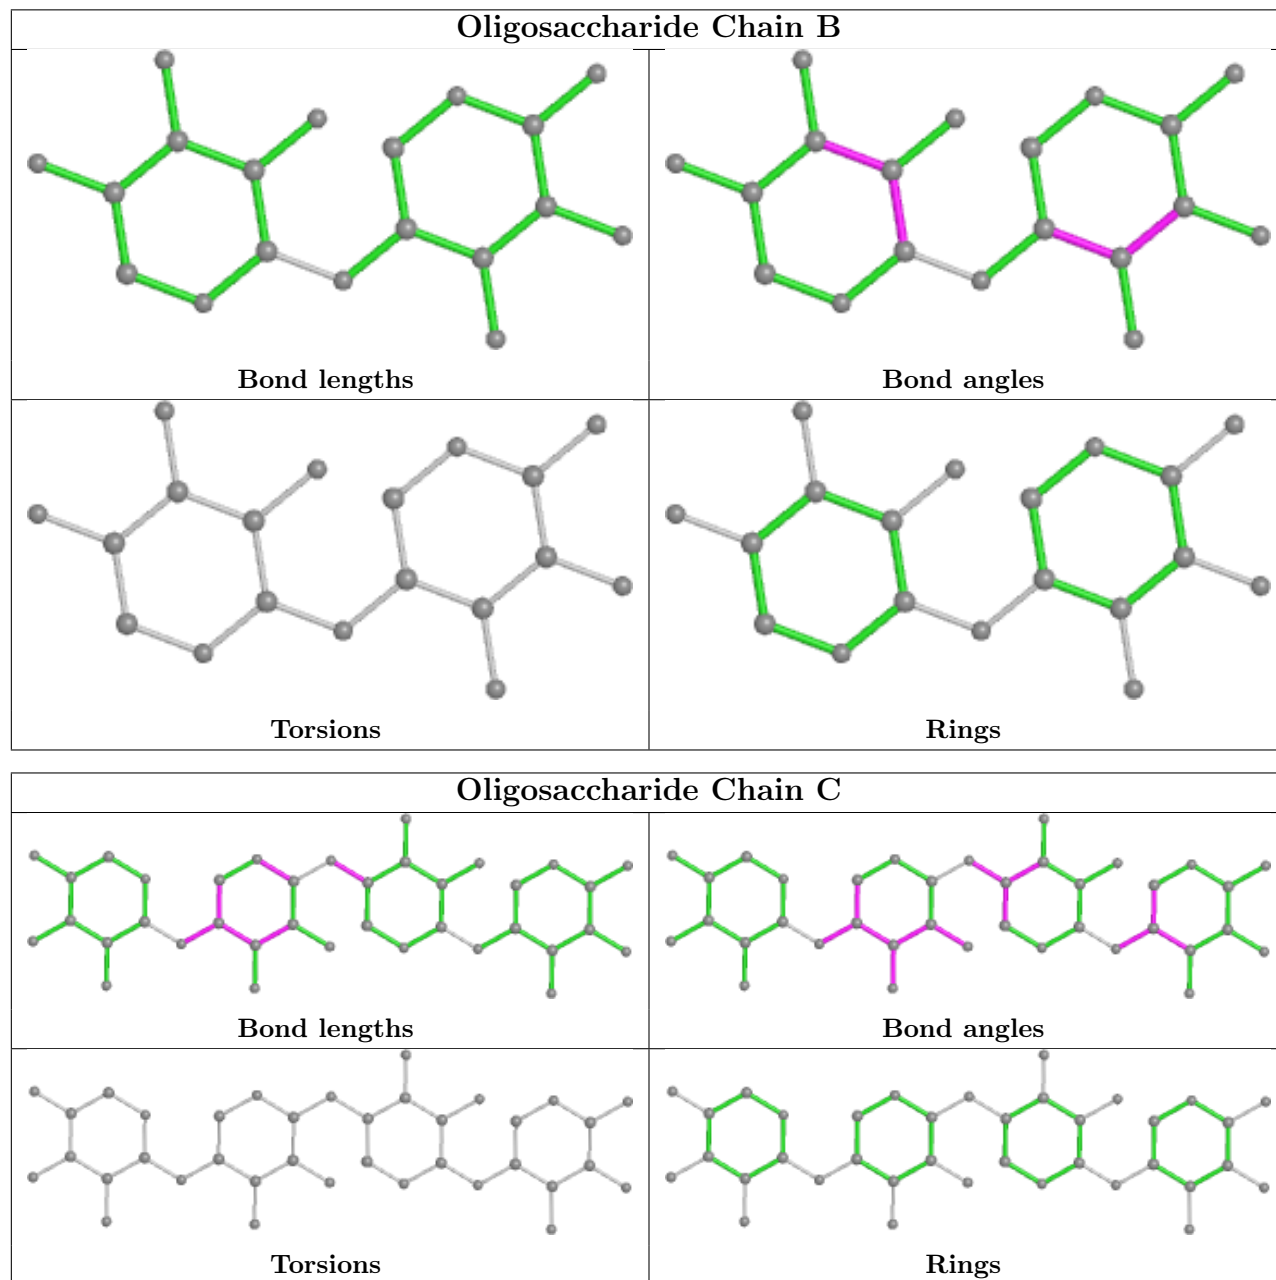 Oligosaccharide Chain B
Bond lengths
Bond angles
Torsions
Rings
Oligosaccharide Chain C
Bond lengths
Bond angles
Torsions
Rings